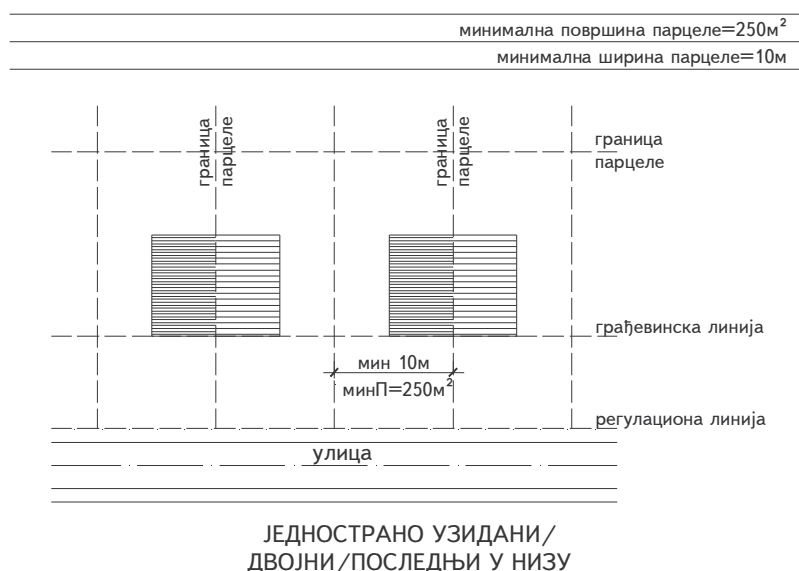 минимална површина парцеле=250м²
минимална ширина парцеле=10м
граница
парцеле
граница
парцеле
граница
парцеле
грађевинска линија
мин 10м
минП=250м²
регулациона линија
улица
ЈЕДНОСТРАНО УЗИДАНИ/
ДВОЈНИ/ПОСЛЕДЊИ У НИЗУ